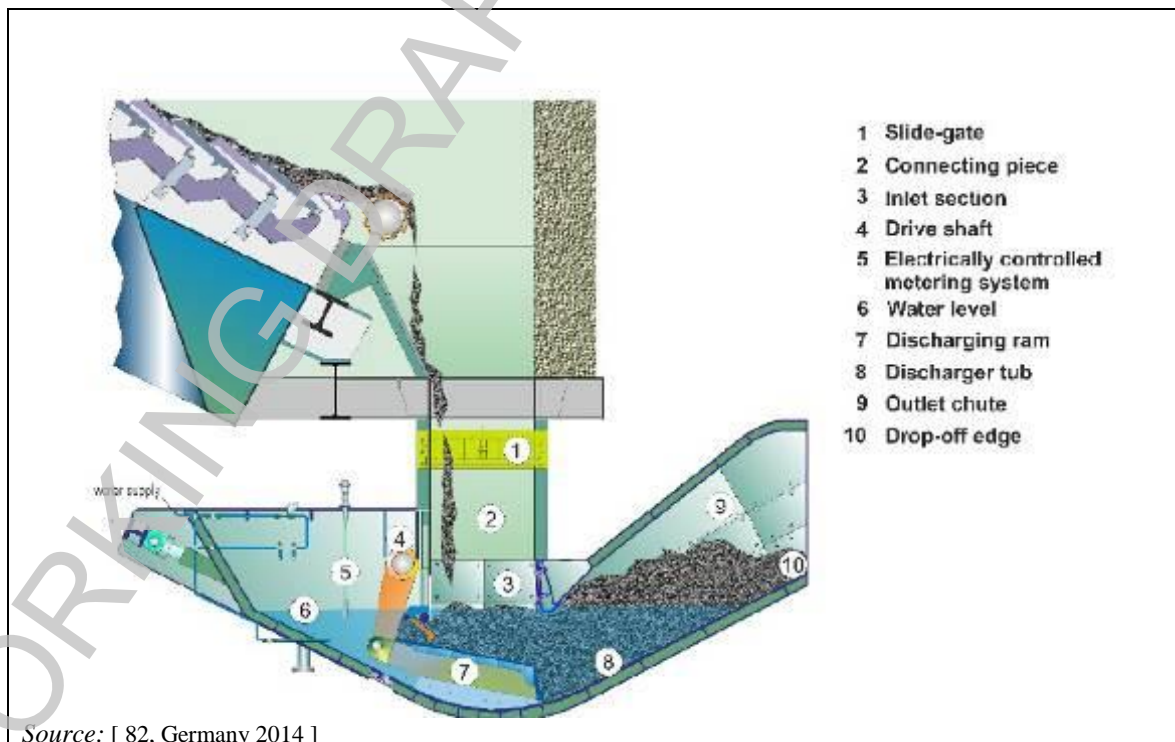 ORKING DRAF
1 Slide-gate
2 Connecting piece
3 Inlet section
4 Drive shaft
5 Electrically controlled
metering system
6 Water level
7 Discharging ram
8 Discharger tub
9 Outlet chute
10 Drop-off edge
water supply
1
2
3
4
5
6
7
8
9
10
Source: [ 82, Germany 2014 ]